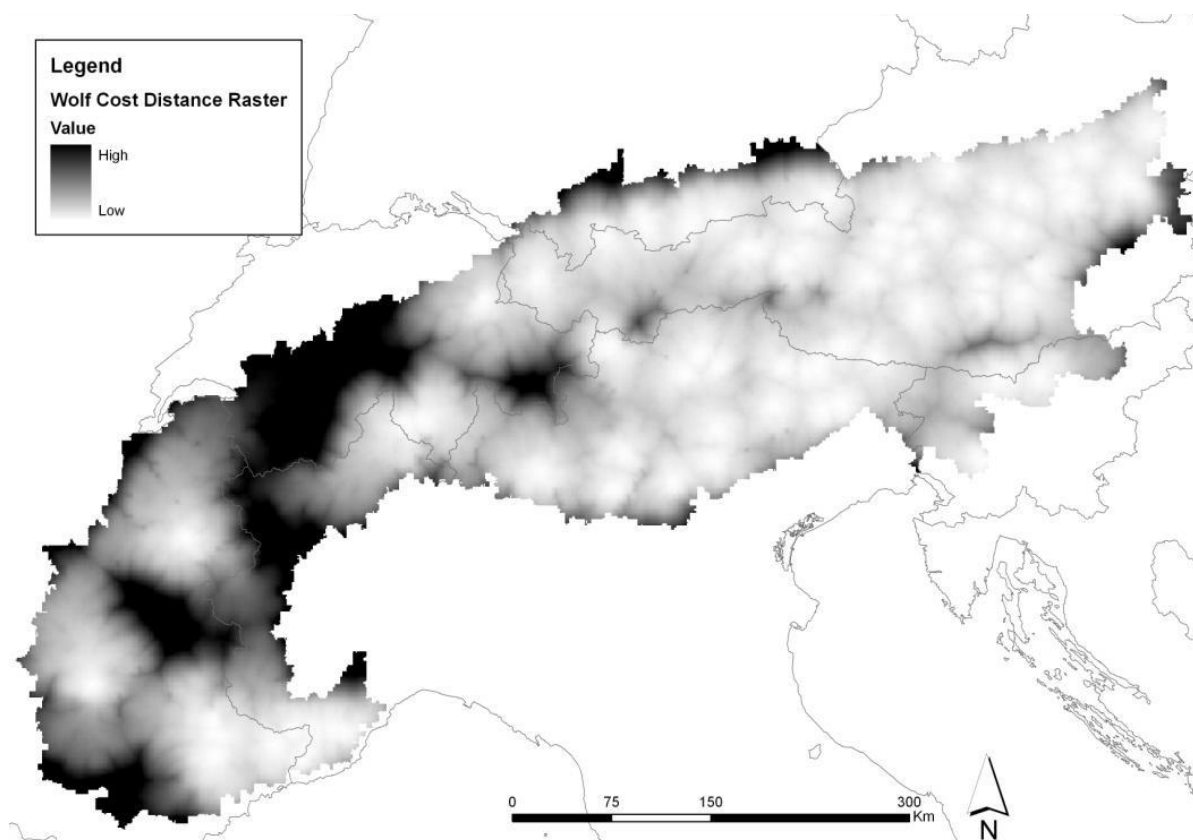 Legend
Wolf Cost Distance Raster
Value
High
Low
0 75 150 300
Km
N